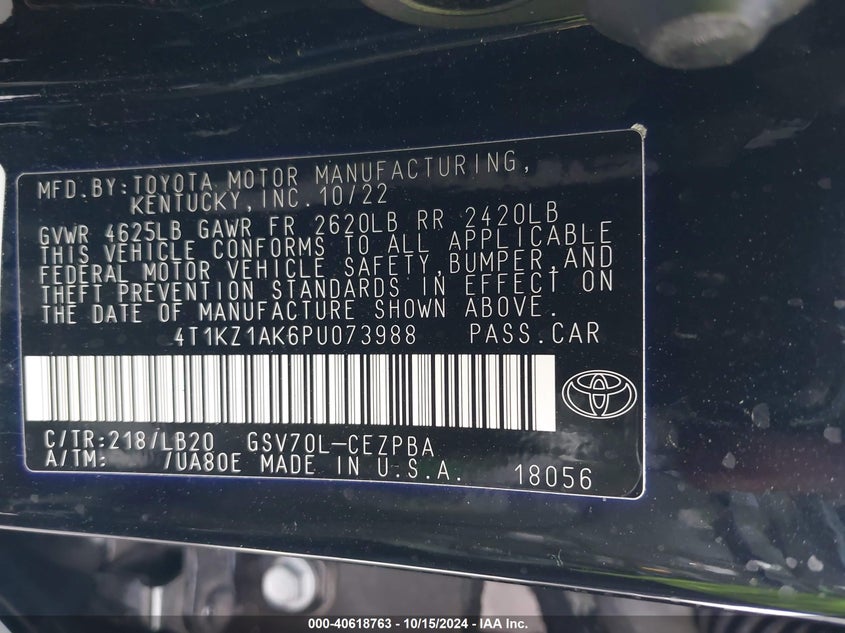 MFD.BY:TOYOTA MOTOR MANUFACTURING,
KENTUCKY,INC. 10/22
GVWR 4625LB GAWR FR 2620LB RR 2420LB
THIS VEHICLE CONFORMS TO ALL APPLICABLE
FEDERAL MOTOR VEHICLE SAFETY,BUMPER,AND
THEFT PREVENTION STANDARDS IN EFFECT ON
THE DATE OF MANUFACTURE SHOWN ABOVE.
4T1KZ1AK6PU073988 PASS.CAR
C/TR:218/LB20 GSV70L-CEZPBA
A/TM: /UA80E MADE IN U.S.A. 18056
000-40618763 - 10/15/2024 - IAA Inc.